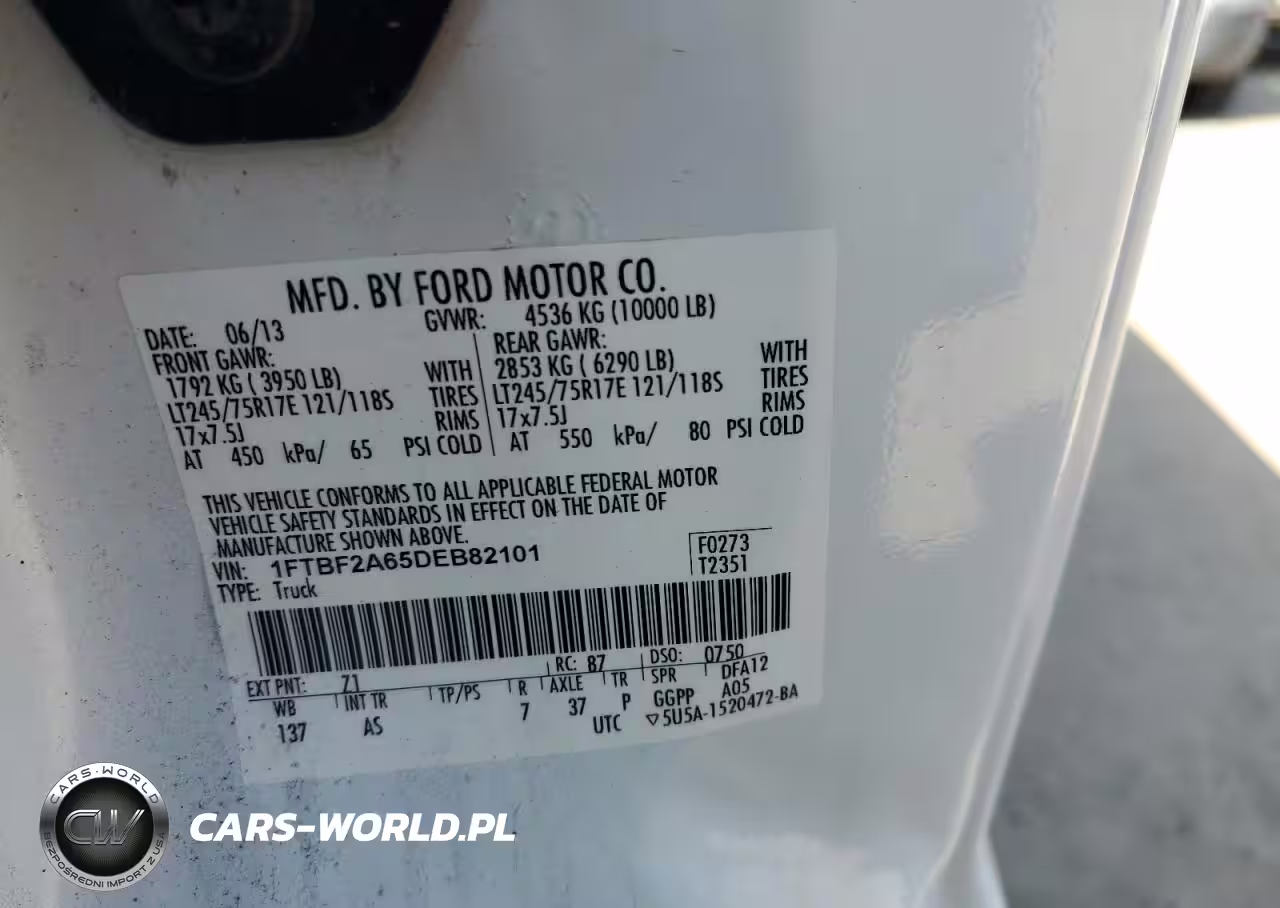 MFD. BY FORD MOTOR CO.
DATE: 06/13 GVWR: 4536 KG (10000 LB)
FRONT GAWR: REAR GAWR:
1792 KG ( 3950 LB) WITH 2853 KG ( 6290 LB) WITH
LT245/75R17E 121/118S TIRES LT245/75R17E 121/118S TIRES
17x7.5J RIMS 17x7.5J RIMS
AT 450 kPa/ 65 PSI COLD AT 550 kPa/ 80 PSI COLD
THIS VEHICLE CONFORMS TO ALL APPLICABLE FEDERAL MOTOR
VEHICLE SAFETY STANDARDS IN EFFECT ON THE DATE OF
MANUFACTURE SHOWN ABOVE.
VIN: 1FTBF2A65DEB82101 F0273
TYPE: Truck T2351
EXT PNT: Z1 RC: 87 DSO: 0750
WB INT TR TP/PS R AXLE TR SPR DFA12
137 AS 7 37 P GGPP A05
UTC ▽5U5A-1520472-BA
CARS-WORLD
CW
BEZPOŚREDNI IMPORT Z USA
CARS-WORLD.PL